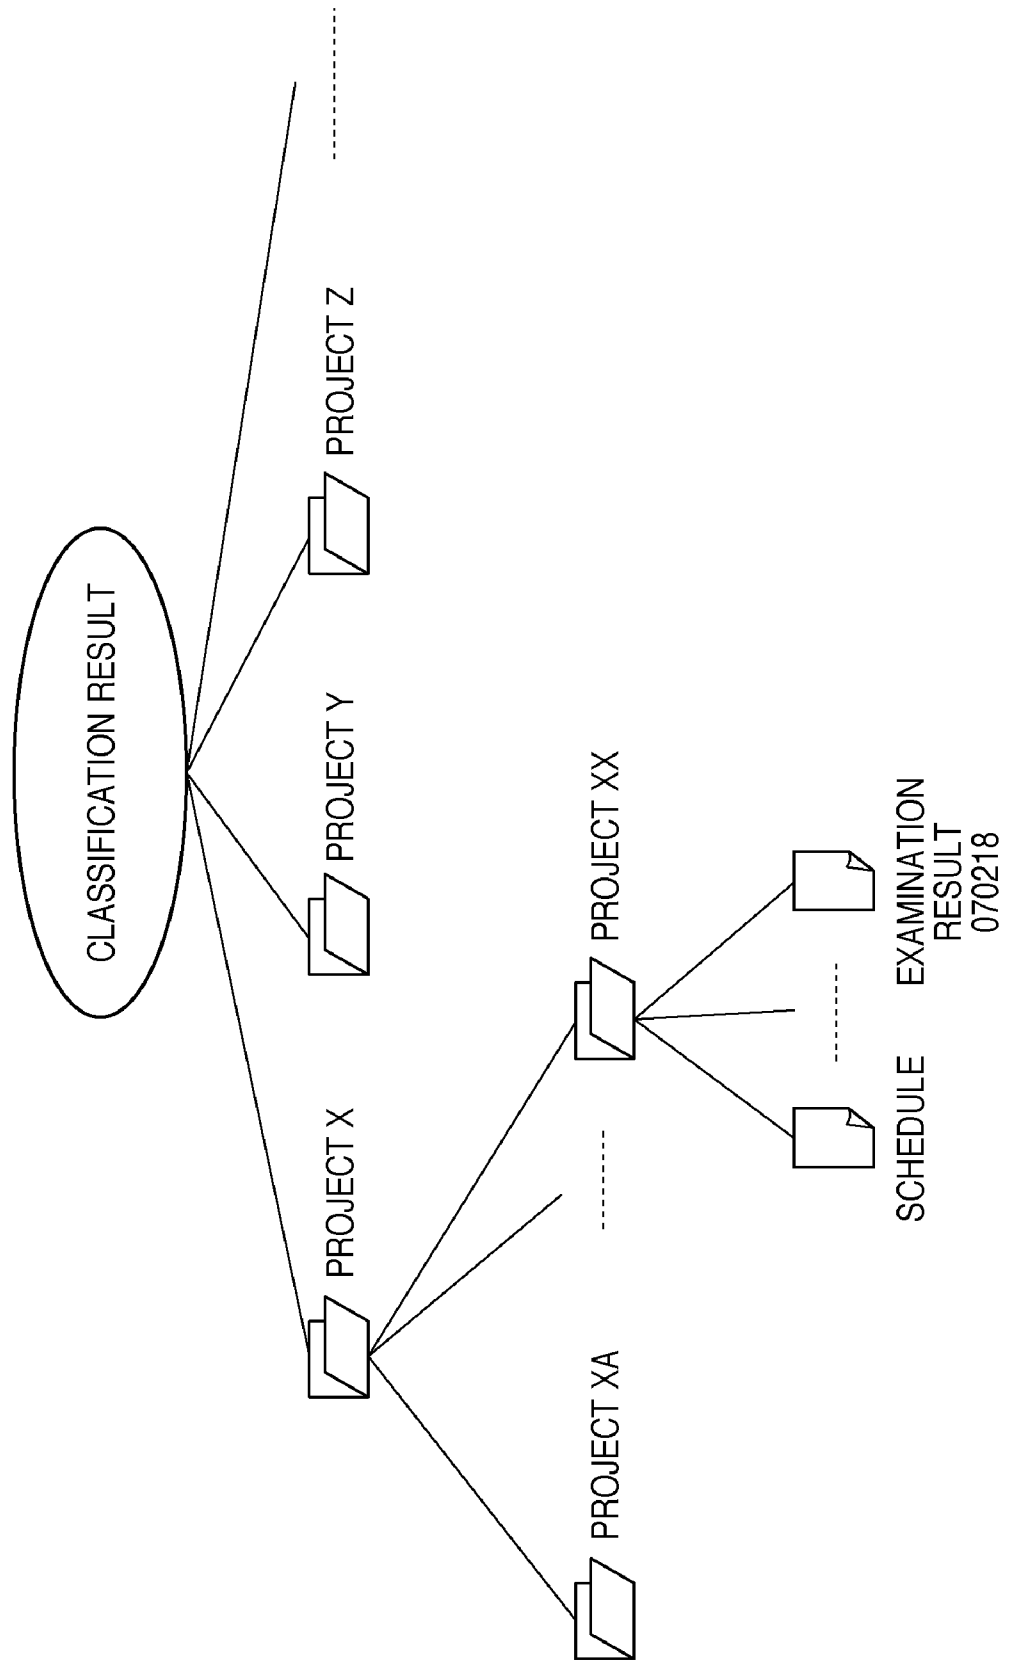 CLASSIFICATION RESULT
PROJECT X
PROJECT Y
PROJECT Z
PROJECT XA
PROJECT XX
SCHEDULE
EXAMINATION
RESULT
070218